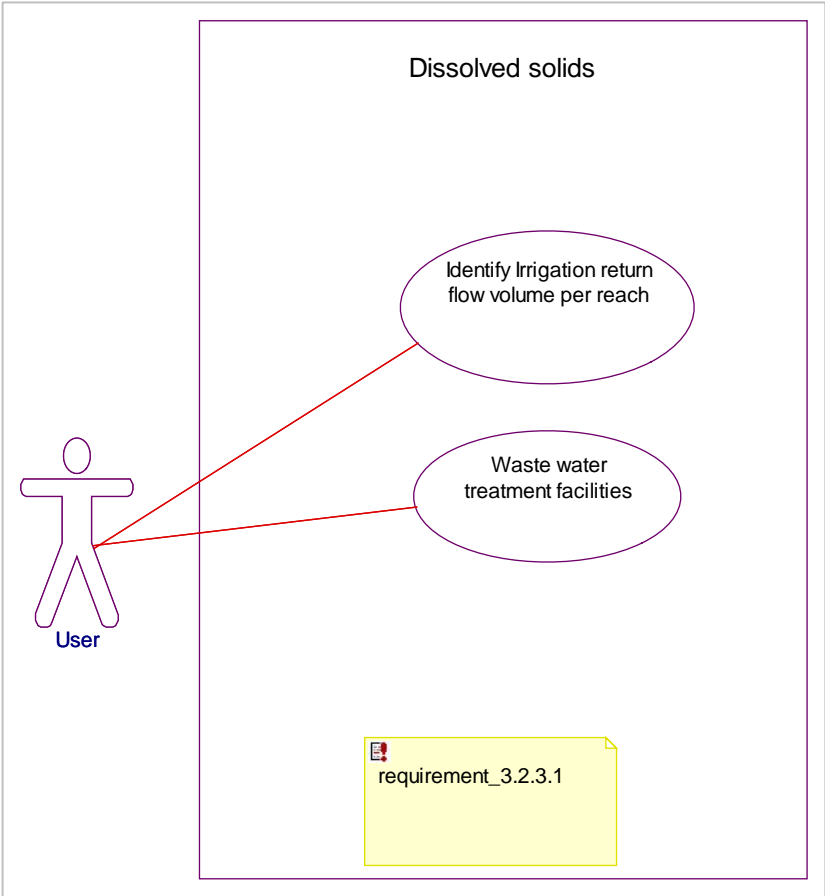 Dissolved solids
Identify Irrigation return
flow volume per reach
Waste water
treatment facilities
User
requirement_3.2.3.1